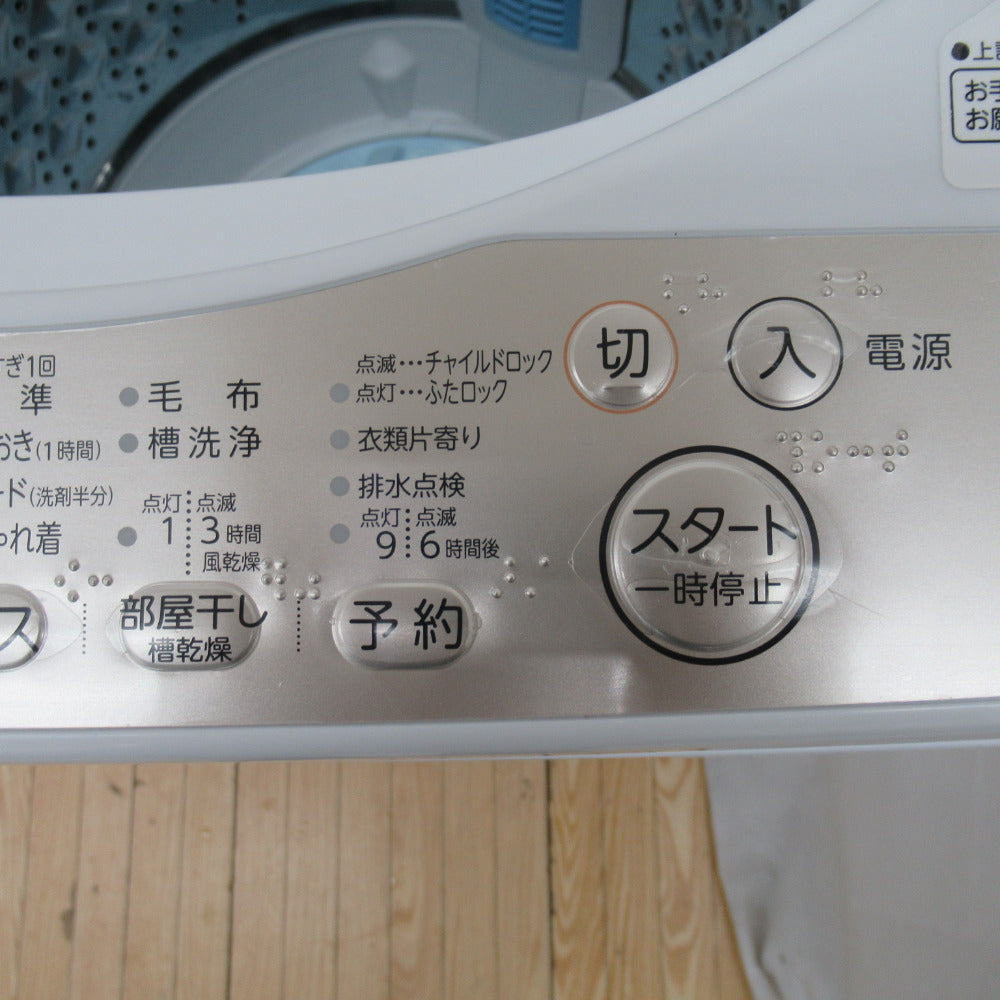 ●上記
お手
お願
切
入
電源
すぎ1回
準
おき(1時間)
ード(洗剤半分)
ゃれ着
毛 布
槽洗浄
点灯 点滅
1 3時間
風乾燥
点滅…チャイルドロック
点灯…ふたロック
衣類片寄り
排水点検
点灯 点滅
9 6時間後
ス
部屋干し
槽乾燥
予約
スタート
一時停止